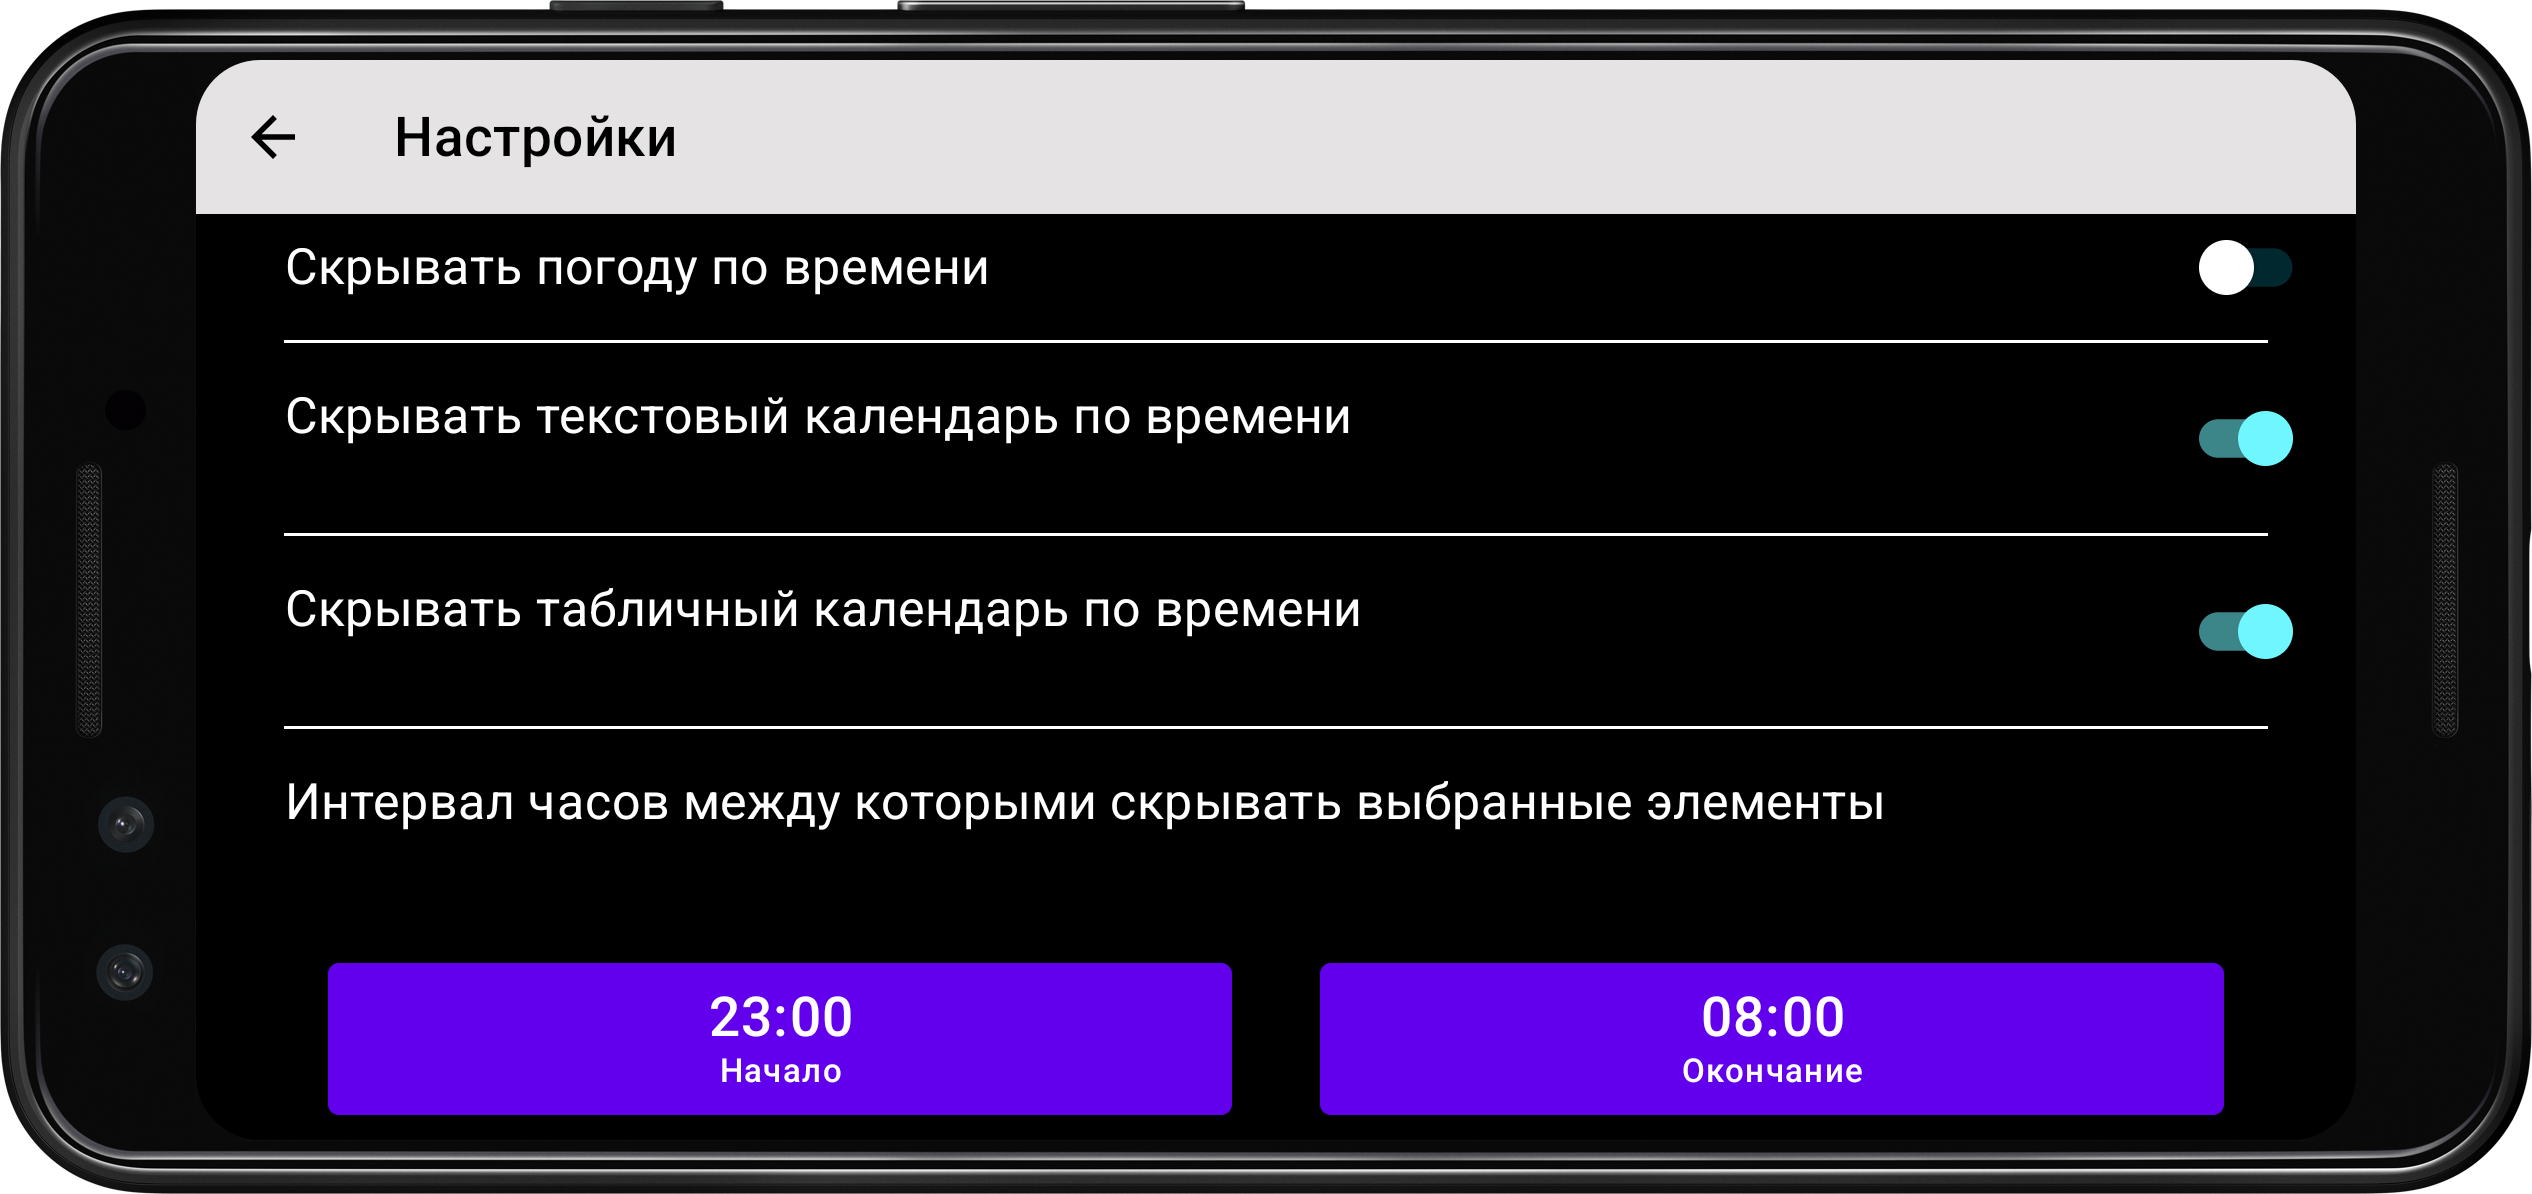 Настройки
Скрывать погоду по времени
Скрывать текстовый календарь по времени
Скрывать табличный календарь по времени
Интервал часов между которыми скрывать выбранные элементы
23:00
Начало
08:00
Окончание